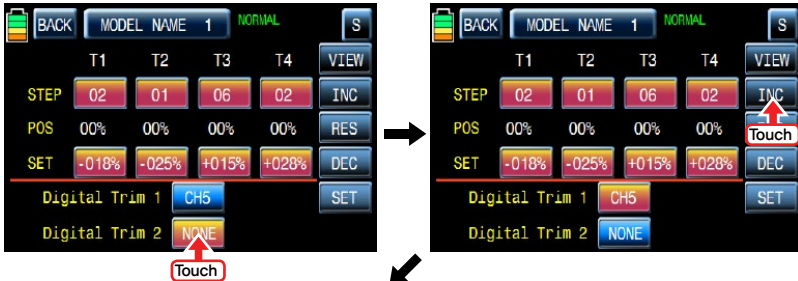 BACK MODEL NAME 1 NORMAL S
T1 T2 T3 T4 VIEW
STEP 02 01 06 02 INC
POS 00% 00% 00% 00% RES
SET -018% -025% +015% +028% DEC
Digital Trim 1 CH5 SET
Digital Trim 2 NONE
Touch
BACK MODEL NAME 1 NORMAL S
T1 T2 T3 T4 VIEW
STEP 02 01 06 02 INC
POS 00% 00% 00% 00%
Touch
SET -018% -025% +015% +028% DEC
Digital Trim 1 CH5 SET
Digital Trim 2 NONE